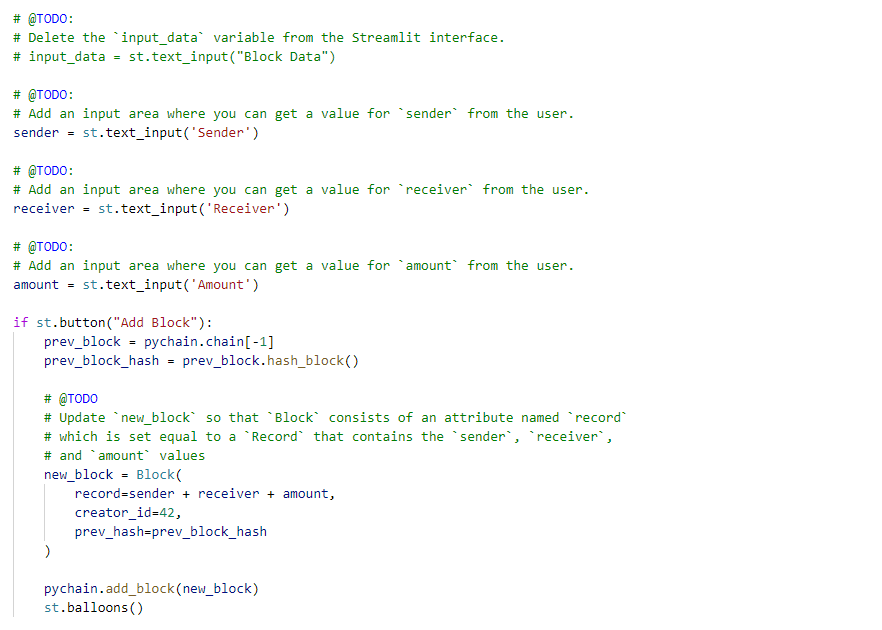 # @TODO:
# Delete the `input_data` variable from the Streamlit interface.
# input_data = st.text_input("Block Data")
# @TODO:
# Add an input area where you can get a value for `sender` from the user.
sender = st.text_input('Sender')
# @TODO:
# Add an input area where you can get a value for `receiver` from the user.
receiver = st.text_input('Receiver')
# @TODO:
# Add an input area where you can get a value for `amount` from the user.
amount = st.text_input('Amount')
if st.button("Add Block"):
    prev_block = pychain.chain[-1]
    prev_block_hash = prev_block.hash_block()
    # @TODO
    # Update `new_block` so that `Block` consists of an attribute named `record`
    # which is set equal to a `Record` that contains the `sender`, `receiver`,
    # and `amount` values
    new_block = Block(
        record=sender + receiver + amount,
        creator_id=42,
        prev_hash=prev_block_hash
    )
    pychain.add_block(new_block)
    st.balloons()